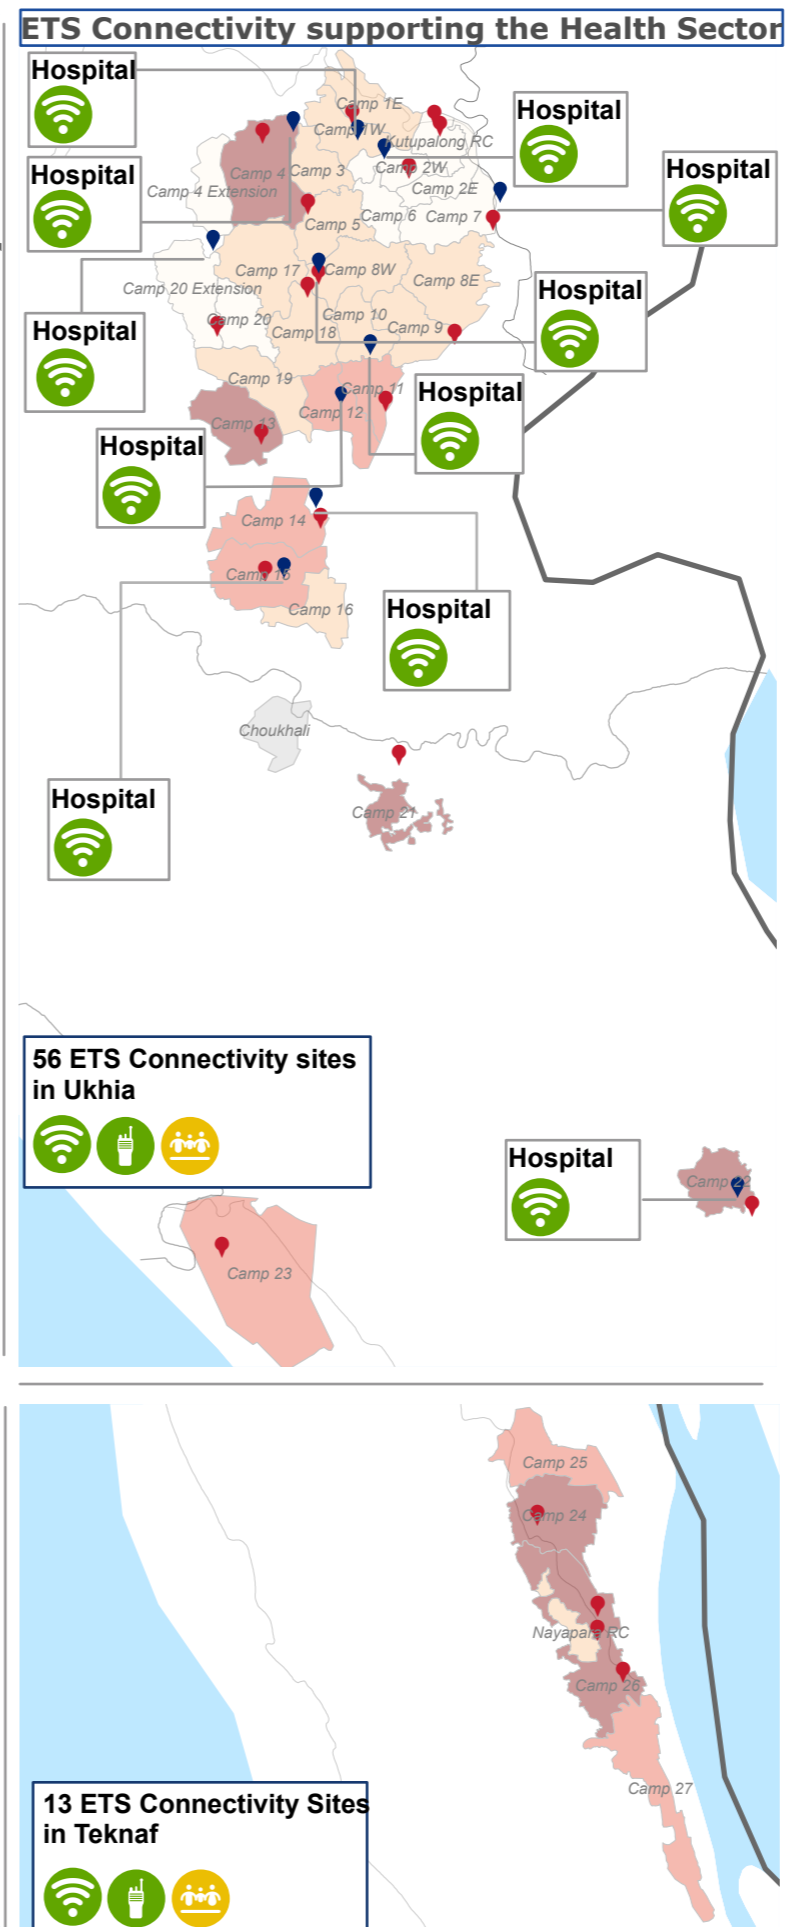 ETS Connectivity supporting the Health Sector
Hospital
Camp 1E
Hospital
Camp 1W
Kutupalong RC
Hospital
Hospital
Camp 4
Camp 3
Camp 2W
Camp 4 Extension
Camp 2E
Camp 5
Camp 6
Camp 7
Camp 17
Camp 8W
Camp 8E
Camp 20 Extension
Hospital
Hospital
Camp 20
Camp 18
Camp 10
Camp 9
Camp 19
Camp 11
Hospital
Camp 12
Camp 13
Hospital
Camp 14
Camp 15
Camp 16
Hospital
Choukhali
Hospital
Camp 21
56 ETS Connectivity sites
in Ukhia
Hospital
Camp 22
Camp 23
Camp 25
Camp 24
Nayapara RC
Camp 26
Camp 27
13 ETS Connectivity Sites
in Teknaf